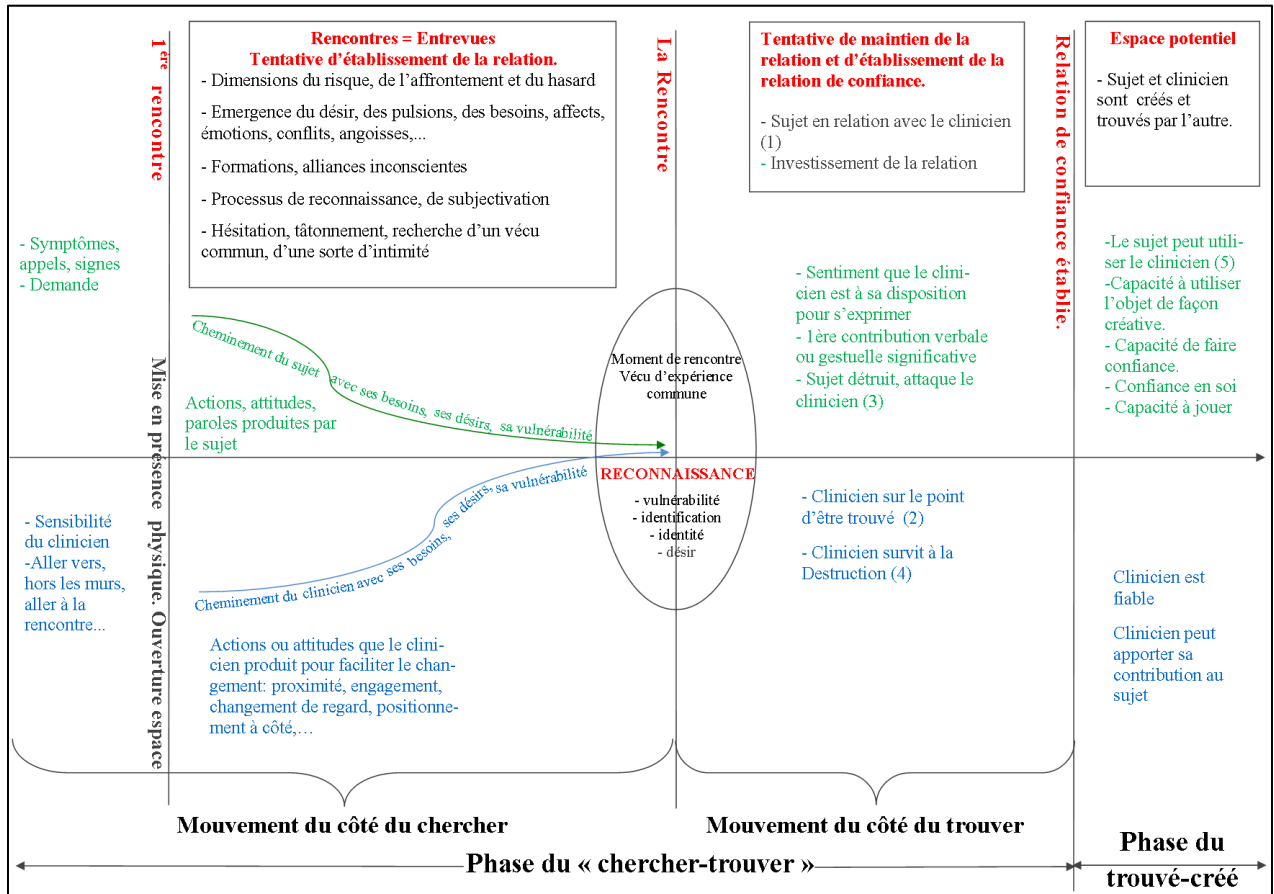 1ère rencontre
Rencontres = Entrevues
Tentative d’établissement de la relation.
- Dimensions du risque, de l’affrontement et du hasard
- Emergence du désir, des pulsions, des besoins, affects,
émotions, conflits, angoisses,...
- Formations, alliances inconscientes
- Processus de reconnaissance, de subjectivation
- Hésitation, tâtonnement, recherche d’un vécu
commun, d’une sorte d’intimité
La Rencontre
Tentative de maintien de la
relation et d’établissement de la
relation de confiance.
- Sujet en relation avec le clinicien
(1)
- Investissement de la relation
Relation de confiance établie.
Espace potentiel
- Sujet et clinicien
sont créés et
trouvés par l’autre.
- Symptômes,
appels, signes
- Demande
Mise en présence physique. Ouverture espace
Cheminement du sujet avec ses besoins, ses désirs, sa vulnérabilité
Actions, attitudes,
paroles produites par
le sujet
Moment de rencontre
Vécu d’expérience
commune
- Sentiment que le clini-
cien est à sa disposition
pour s’exprimer
- 1ère contribution verbale
ou gestuelle significative
- Sujet détruit, attaque le
clinicien (3)
-Le sujet peut utili-
ser le clinicien (5)
-Capacité à utiliser
l’objet de façon
créative.
- Capacité de faire
confiance.
- Confiance en soi
- Capacité à jouer
- Sensibilité
du clinicien
-Aller vers,
hors les murs,
aller à la
rencontre...
Cheminement du clinicien avec ses besoins, ses désirs, sa vulnérabilité
Actions ou attitudes que le clini-
cien produit pour faciliter le chan-
gement: proximité, engagement,
changement de regard, positionne-
ment à côté,…
RECONNAISSANCE
- vulnérabilité
- identification
- identité
- désir
- Clinicien sur le point
d’être trouvé (2)
- Clinicien survit à la
Destruction (4)
Clinicien est
fiable
Clinicien peut
apporter sa
contribution au
sujet
Mouvement du côté du chercher
Mouvement du côté du trouver
Phase du « chercher-trouver »
Phase du
trouvé-créé